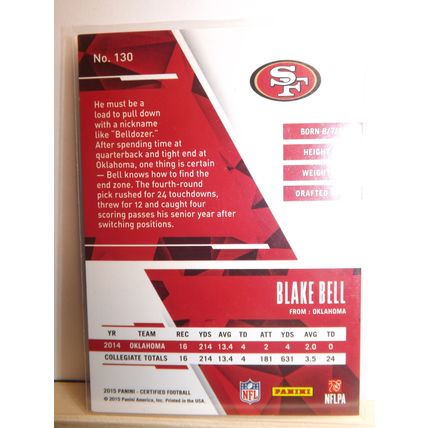 No. 130
SF
He must be a
load to pull down
with a nickname
like "Belldozer."
After spending time at
quarterback and tight end at
Oklahoma, one thing is certain
— Bell knows how to find the
end zone. The fourth-round
pick rushed for 24 touchdowns,
threw for 12 and caught four
scoring passes his senior year after
switching positions.
BORN 8/7/
HEIGHT
WEIGHT
DRAFTED
BLAKE BELL
FROM: OKLAHOMA
YR TEAM REC YDS AVG TD ATT YDS AVG TD
2014 OKLAHOMA 16 214 13.4 4 2 4 2.0 0
COLLEGIATE TOTALS 16 214 13.4 4 181 631 3.5 24
2015 PANINI - CERTIFIED FOOTBALL
© 2015 Panini America, Inc. Printed in the USA.
NFL
PANINI
NFLPA